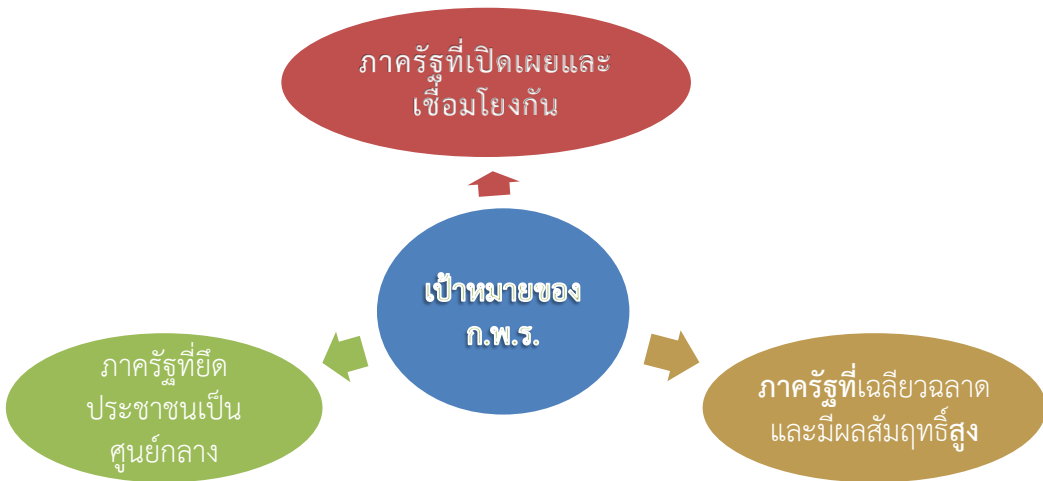 ภาครัฐที่เปิดเผยและ
เชื่อมโยงกัน
เป้าหมายของ
ก.พ.ร.
ภาครัฐที่ยึด
ประชาชนเป็น
ศูนย์กลาง
ภาครัฐที่เฉลียวฉลาด
และมีผลสัมฤทธิ์สูง